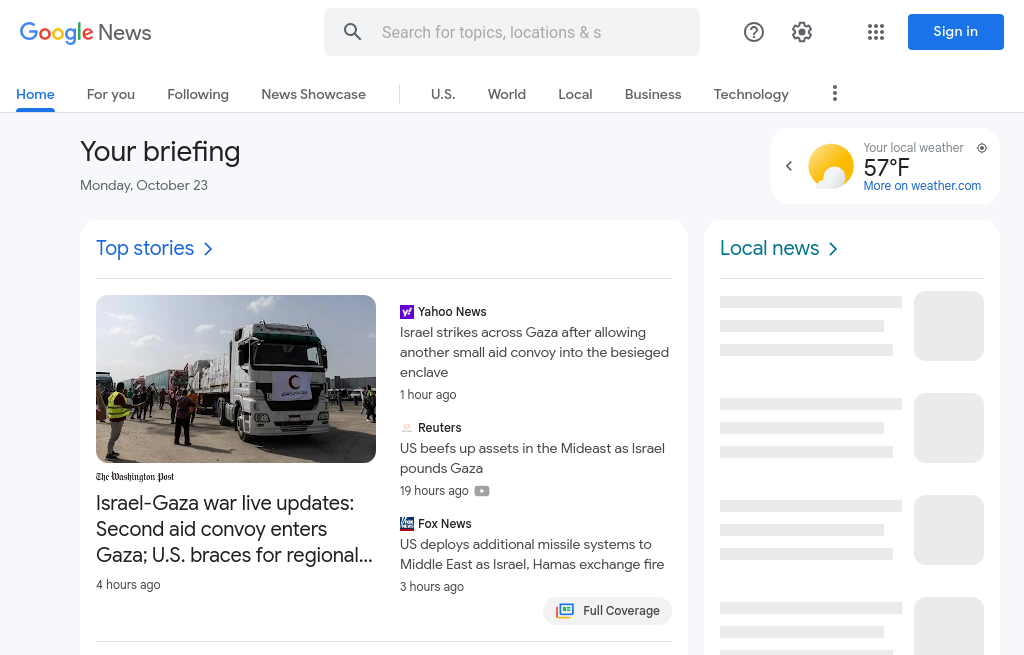 Google News
Search for topics, locations & s
Sign in
Home
For you
Following
News Showcase
U.S.
World
Local
Business
Technology
Your briefing
Monday, October 23
Your local weather
57°F
More on weather.com
Top stories
The Washington Post
Israel-Gaza war live updates:
Second aid convoy enters
Gaza; U.S. braces for regional...
4 hours ago
Yahoo News
Israel strikes across Gaza after allowing
another small aid convoy into the besieged
enclave
1 hour ago
Reuters
US beefs up assets in the Mideast as Israel
pounds Gaza
19 hours ago
Fox News
US deploys additional missile systems to
Middle East as Israel, Hamas exchange fire
3 hours ago
Full Coverage
Local news